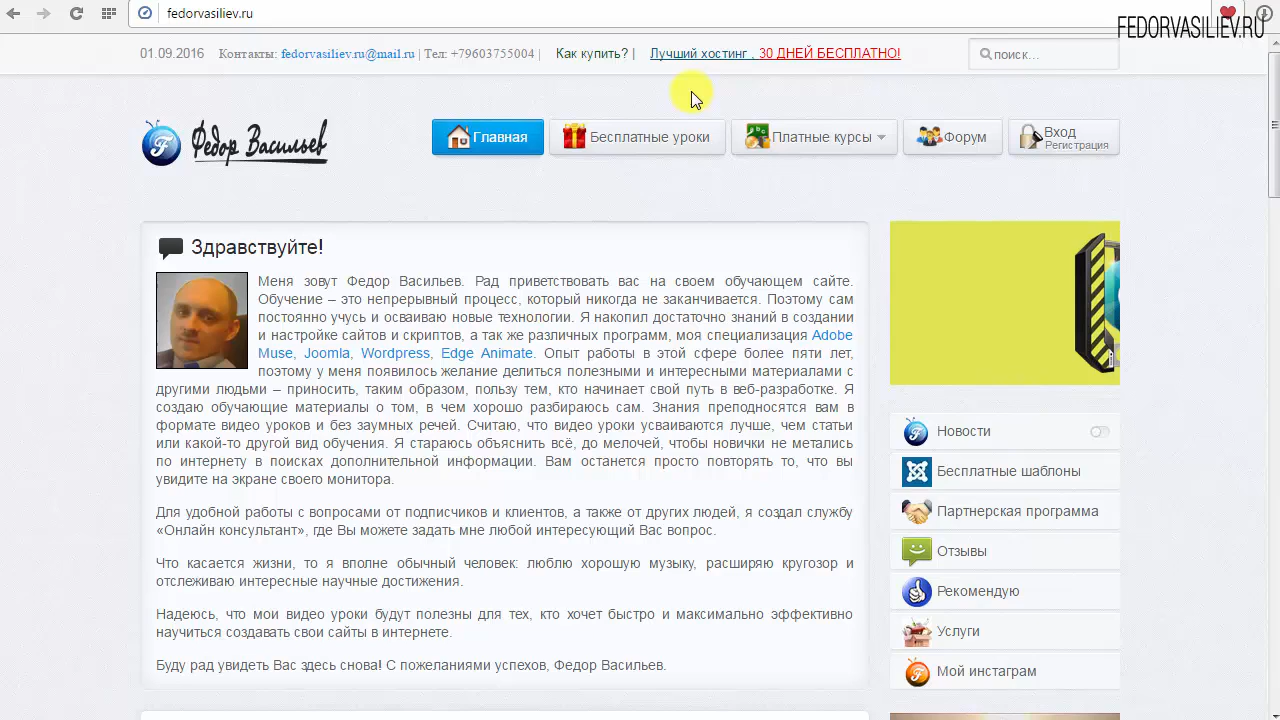 fedorvasiliev.ru
FEDORVASILIEV.RU
01.09.2016 Контакты: fedorvasiliev.ru@mail.ru | Тел: +79603755004 | Как купить? | Лучший хостинг . 30 ДНЕЙ БЕСПЛАТНО! поиск...
Федор Васильев
Главная Бесплатные уроки Платные курсы Форум Вход
Регистрация
Здравствуйте!
Меня зовут Федор Васильев. Рад приветствовать вас на своем обучающем сайте.
Обучение – это непрерывный процесс, который никогда не заканчивается. Поэтому сам
постоянно учусь и осваиваю новые технологии. Я накопил достаточно знаний в создании
и настройке сайтов и скриптов, а так же различных программ, моя специализация Adobe
Muse, Joomla, Wordpress, Edge Animate. Опыт работы в этой сфере более пяти лет,
поэтому у меня появилось желание делиться полезными и интересными материалами с
другими людьми – приносить, таким образом, пользу тем, кто начинает свой путь в веб-разработке. Я
создаю обучающие материалы о том, в чем хорошо разбираюсь сам. Знания преподносятся вам в
формате видео уроков и без заумных речей. Считаю, что видео уроки усваиваются лучше, чем статьи
или какой-то другой вид обучения. Я стараюсь объяснить всё, до мелочей, чтобы новички не метались
по интернету в поисках дополнительной информации. Вам останется просто повторять то, что вы
увидите на экране своего монитора.
Для удобной работы с вопросами от подписчиков и клиентов, а также от других людей, я создал службу
«Онлайн консультант», где Вы можете задать мне любой интересующий Вас вопрос.
Что касается жизни, то я вполне обычный человек: люблю хорошую музыку, расширяю кругозор и
отслеживаю интересные научные достижения.
Надеюсь, что мои видео уроки будут полезны для тех, кто хочет быстро и максимально эффективно
научиться создавать свои сайты в интернете.
Буду рад увидеть Вас здесь снова! С пожеланиями успехов, Федор Васильев.
Новости
Бесплатные шаблоны
Партнерская программа
Отзывы
Рекомендую
Услуги
Мой инстаграм